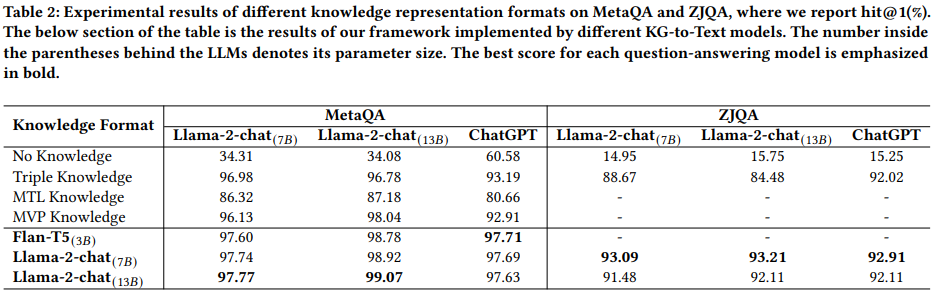 Table 2: Experimental results of different knowledge representation formats on MetaQA and ZJQA, where we report hit@1(%).
The below section of the table is the results of our framework implemented by different KG-to-Text models. The number inside
the parentheses behind the LLMs denotes its parameter size. The best score for each question-answering model is emphasized
in bold.
Knowledge Format MetaQA ZJQA
Llama-2-chat(7B) Llama-2-chat(13B) ChatGPT Llama-2-chat(7B) Llama-2-chat(13B) ChatGPT
No Knowledge 34.31 34.08 60.58 14.95 15.75 15.25
Triple Knowledge 96.98 96.78 93.19 88.67 84.48 92.02
MTL Knowledge 86.32 87.18 80.66 - - -
MVP Knowledge 96.13 98.04 92.91 - - -
Flan-T5(3B) 97.60 98.78 97.71 - - -
Llama-2-chat(7B) 97.74 98.92 97.69 93.09 93.21 92.91
Llama-2-chat(13B) 97.77 99.07 97.63 91.48 92.11 92.11